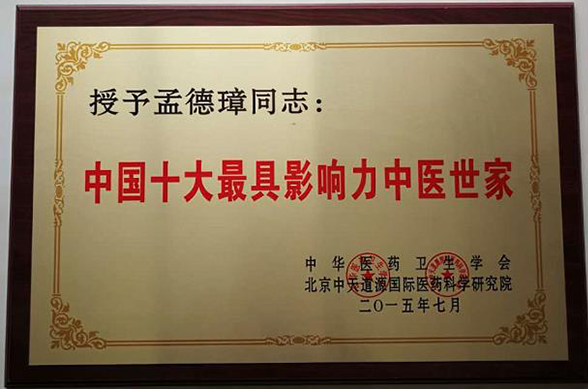 授予孟德璋同志：
中国十大最具影响力中医世家
中华医药卫生学会
北京中天道源国际医药科学研究院
二〇一五年七月